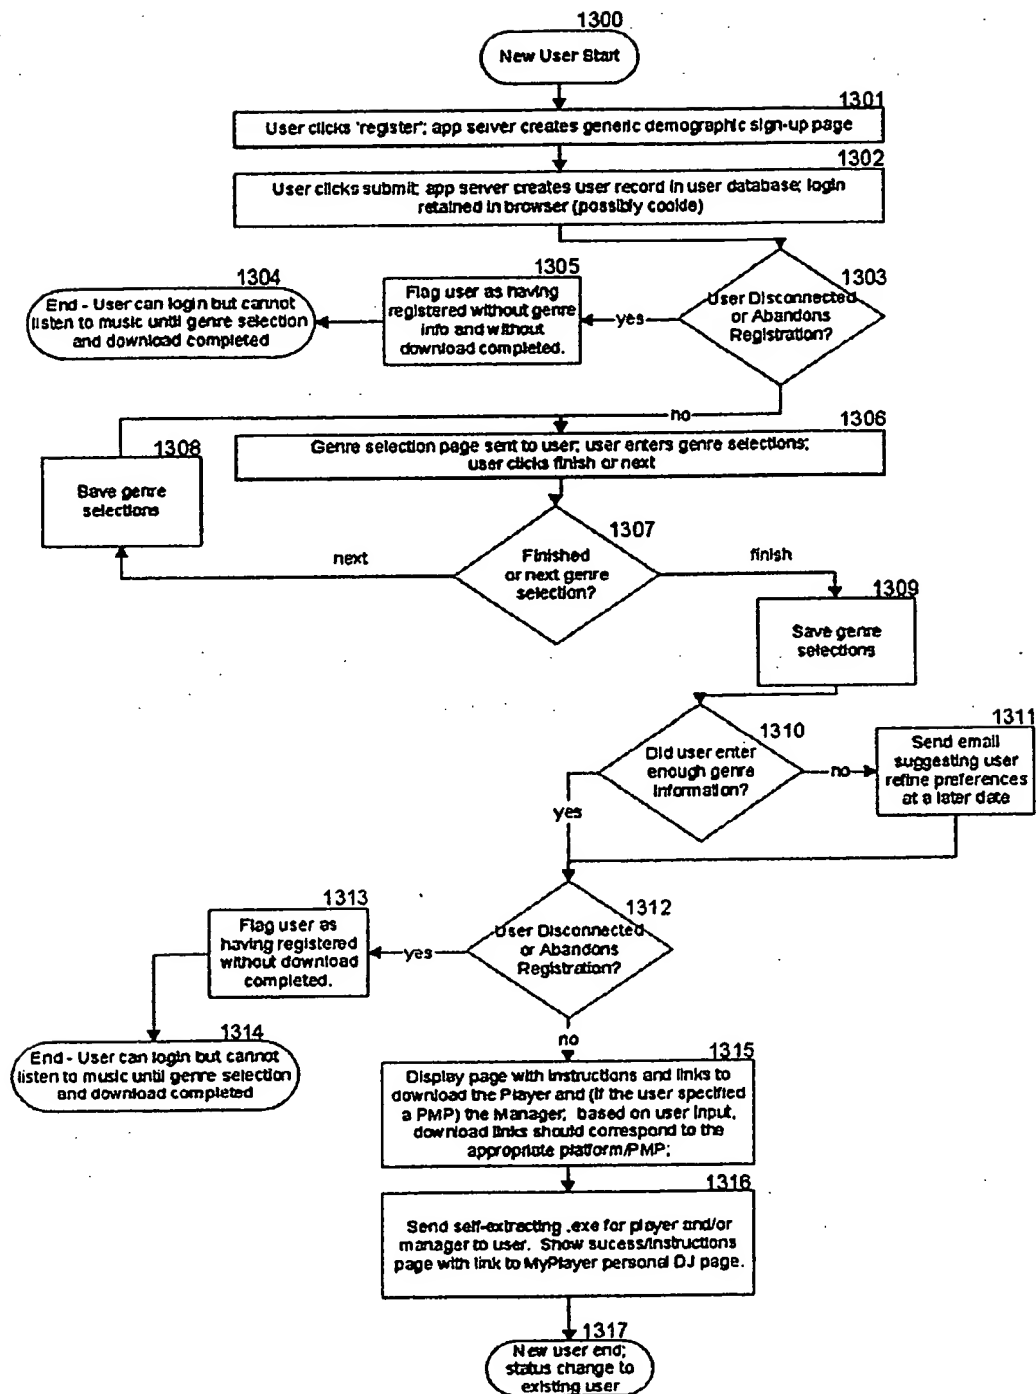 1300
New User Start
1301
User clicks 'register'; app server creates generic demographic sign-up page
1302
User clicks submit; app server creates user record in user database; login
retained in browser (possibly cookie)
1303
User Disconnected
or Abandons
Registration?
yes
1305
Flag user as having
registered without genre
info and without
download completed.
1304
End - User can login but cannot
listen to music until genre selection
and download completed
no
1306
Genre selection page sent to user; user enters genre selections;
user clicks finish or next
1308
Save genre
selections
1307
Finished
or next genre
selection?
next
finish
1309
Save genre
selections
1310
Did user enter
enough genre
information?
no
yes
1311
Send email
suggesting user
refine preferences
at a later date
1312
User Disconnected
or Abandons
Registration?
yes
1313
Flag user as
having registered
without download
completed.
1314
End - User can login but cannot
listen to music until genre selection
and download completed
no
1315
Display page with instructions and links to
download the Player and (if the user specified
a PMP) the Manager; based on user input,
download links should correspond to the
appropriate platform/PMP;
1316
Send self-extracting .exe for player and/or
manager to user. Show sucess/instructions
page with link to MyPlayer personal DJ page.
1317
New user end;
status change to
existing user